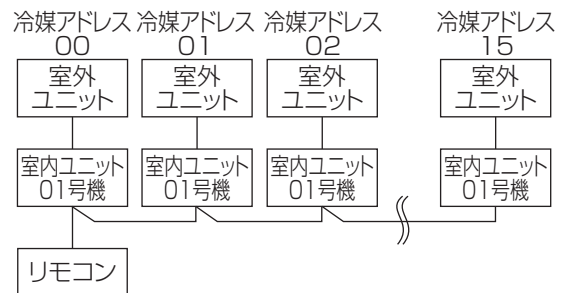 冷媒アドレス 冷媒アドレス 冷媒アドレス 冷媒アドレス
00 01 02 15
室外 室外 室外 室外
ユニット ユニット ユニット ユニット
室内ユニット 室内ユニット 室内ユニット 室内ユニット
01号機 01号機 01号機 01号機
リモコン